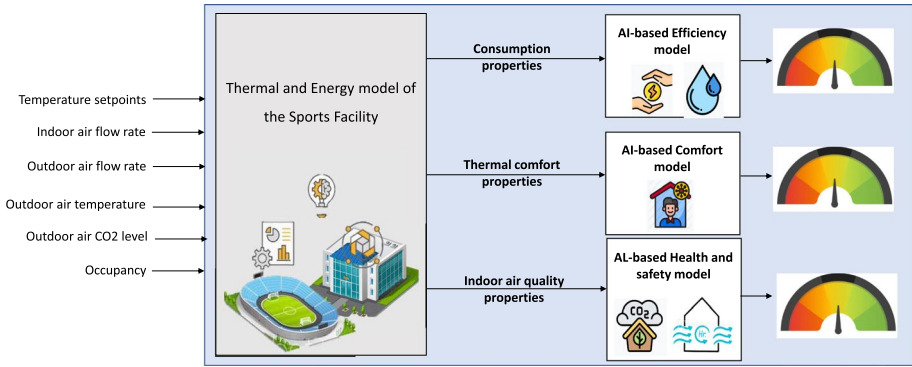 Temperature setpoints
Indoor air flow rate
Outdoor air flow rate
Outdoor air temperature
Outdoor air CO2 level
Occupancy
Thermal and Energy model of
the Sports Facility
Consumption
properties
Thermal comfort
properties
Indoor air quality
properties
AI-based Efficiency
model
AI-based Comfort
model
AL-based Health and
safety model
CO2